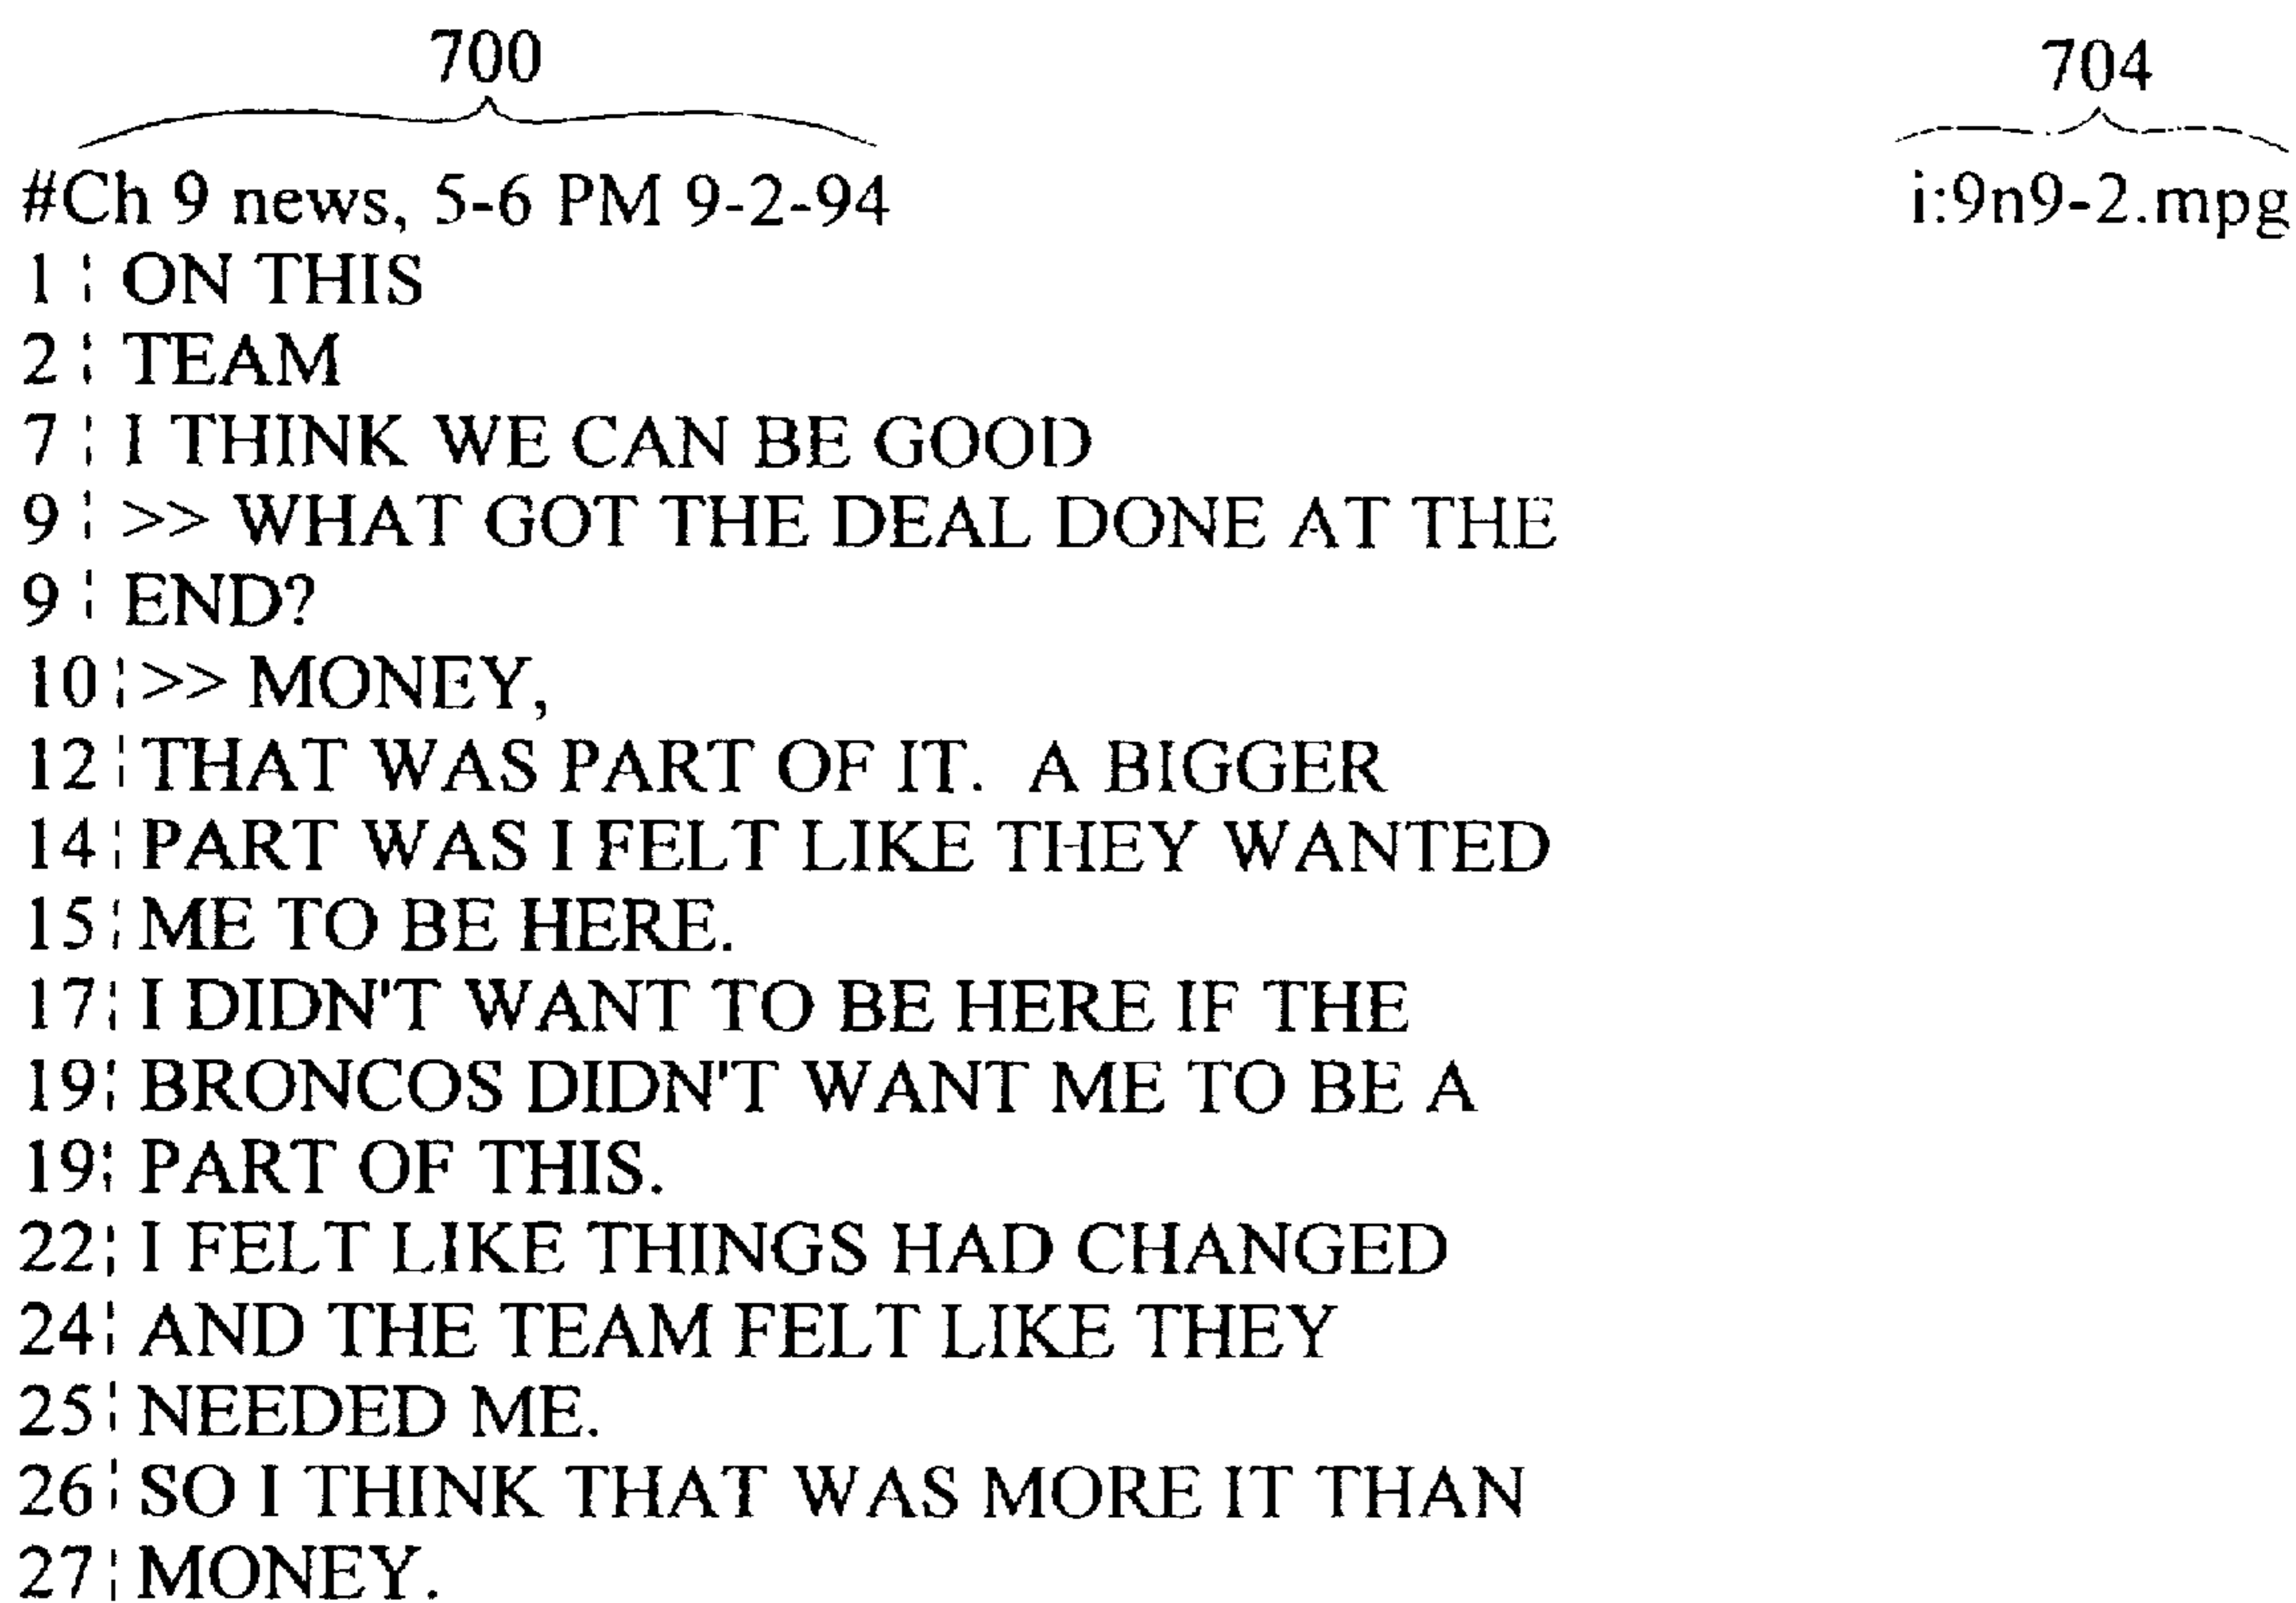 700 704
#Ch 9 news, 5-6 PM 9-2-94 i:9n9-2.mpg
1 ¦ ON THIS
2 ¦ TEAM
7 ¦ I THINK WE CAN BE GOOD
9 ¦ >> WHAT GOT THE DEAL DONE AT THE
9 ¦ END?
10 ¦ >> MONEY,
12 ¦ THAT WAS PART OF IT. A BIGGER
14 ¦ PART WAS I FELT LIKE THEY WANTED
15 ¦ ME TO BE HERE.
17 ¦ I DIDN'T WANT TO BE HERE IF THE
19 ¦ BRONCOS DIDN'T WANT ME TO BE A
19 ¦ PART OF THIS.
22 ¦ I FELT LIKE THINGS HAD CHANGED
24 ¦ AND THE TEAM FELT LIKE THEY
25 ¦ NEEDED ME.
26 ¦ SO I THINK THAT WAS MORE IT THAN
27 ¦ MONEY.